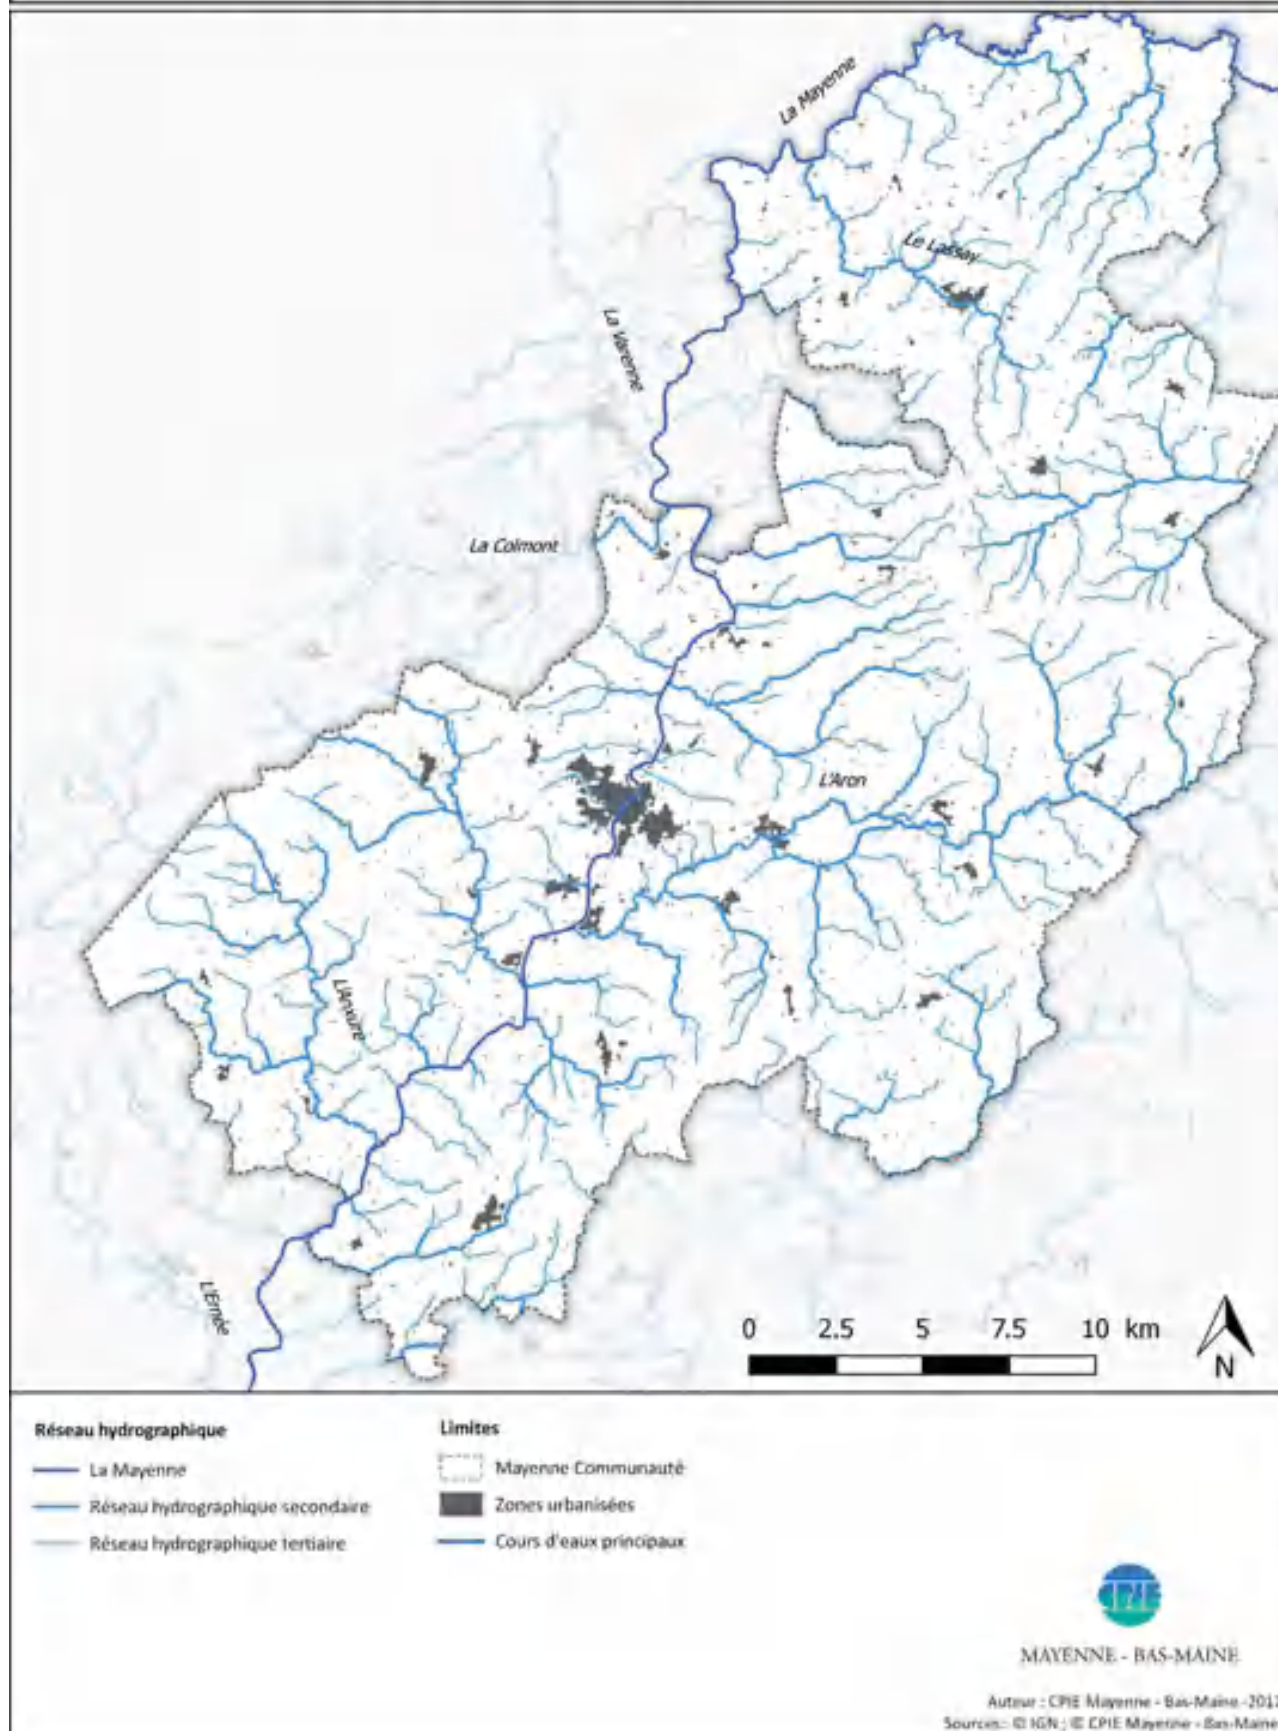 La Mayenne
Le Lassay
La Varenne
La Colmont
L'Aron
L'Anxure
L'Ernée
0 2.5 5 7.5 10 km
N
Réseau hydrographique
La Mayenne
Réseau hydrographique secondaire
Réseau hydrographique tertiaire
Limites
Mayenne Communauté
Zones urbanisées
Cours d'eaux principaux
CPIE
MAYENNE - BAS-MAINE
Auteur : CPIE Mayenne - Bas-Maine -201
Sources : © IGN ; © CPIE Mayenne - Bas-Maine